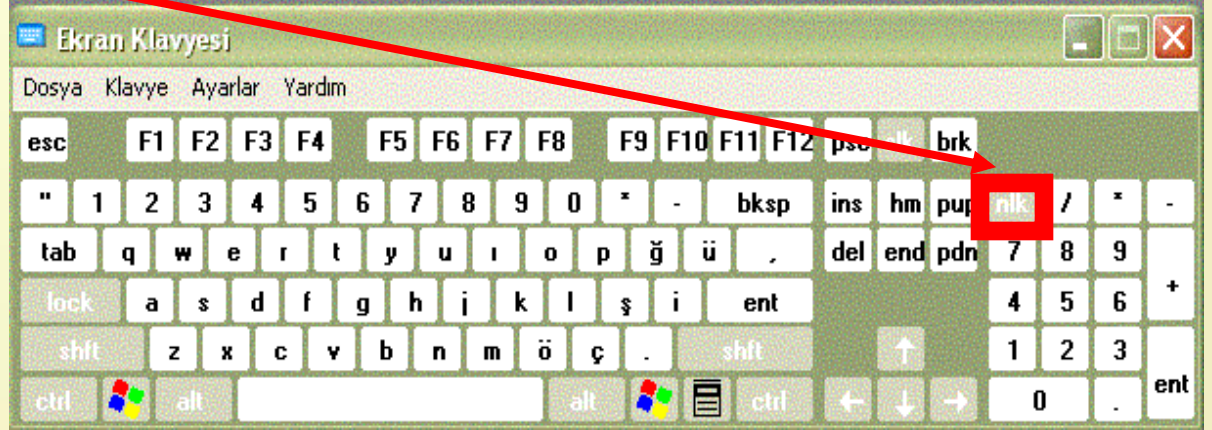 Ekran Klavyesi
Dosya Klavye Ayarlar Yardım
esc F1 F2 F3 F4 F5 F6 F7 F8 F9 F10 F11 F12 psc slk brk
" 1 2 3 4 5 6 7 8 9 0 * - bksp ins hm pup nlk / * -
tab q w e r t y u ı o p ğ ü , del end pdn 7 8 9 +
lock a s d f g h j k l ş i ent 4 5 6
shft z x c v b n m ö ç . shft ↑ 1 2 3 ent
ctrl alt alt ctrl ← ↓ → 0 .